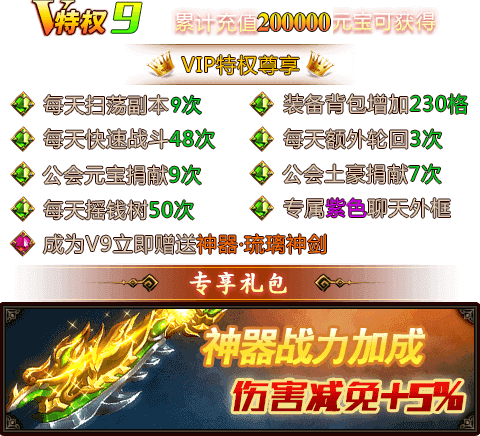 V特权9 累计充值200000元宝可获得
VIP特权尊享
每天扫荡副本9次 装备背包增加230格
每天快速战斗48次 每天额外轮回3次
公会元宝捐献9次 公会土豪捐献7次
每天摇钱树50次 专属紫色聊天外框
成为V9立即赠送神器·琉璃神剑
专享礼包
神器战力加成
伤害减免+5%